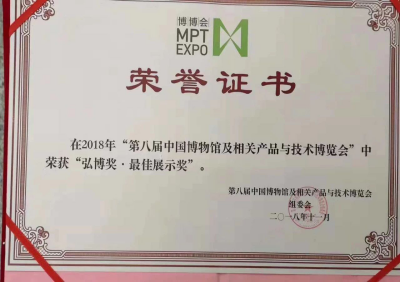 博博会
MPT
EXPO
荣誉证书
在2018年“第八届中国博物馆及相关产品与技术博览会”中
荣获“弘博奖·最佳展示奖”。
第八届中国博物馆及相关产品与技术博览会
组委会
二〇一八年十一月